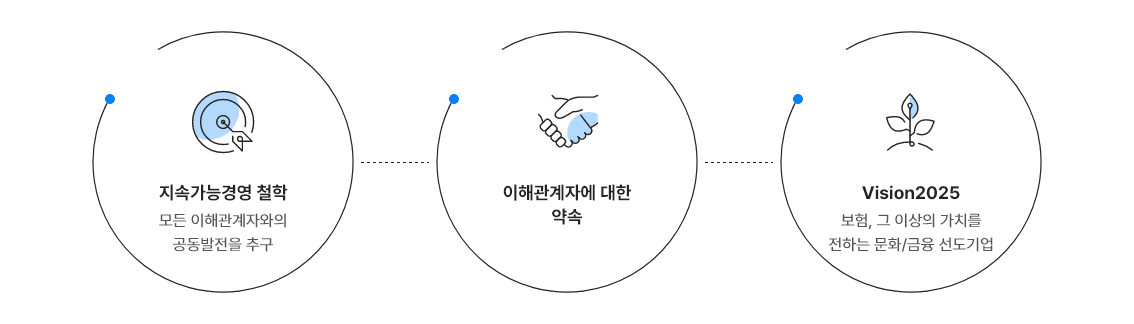 지속가능경영 철학
모든 이해관계자와의
공동발전을 추구
이해관계자에 대한
약속
Vision2025
보험, 그 이상의 가치를
전하는 문화/금융 선도기업